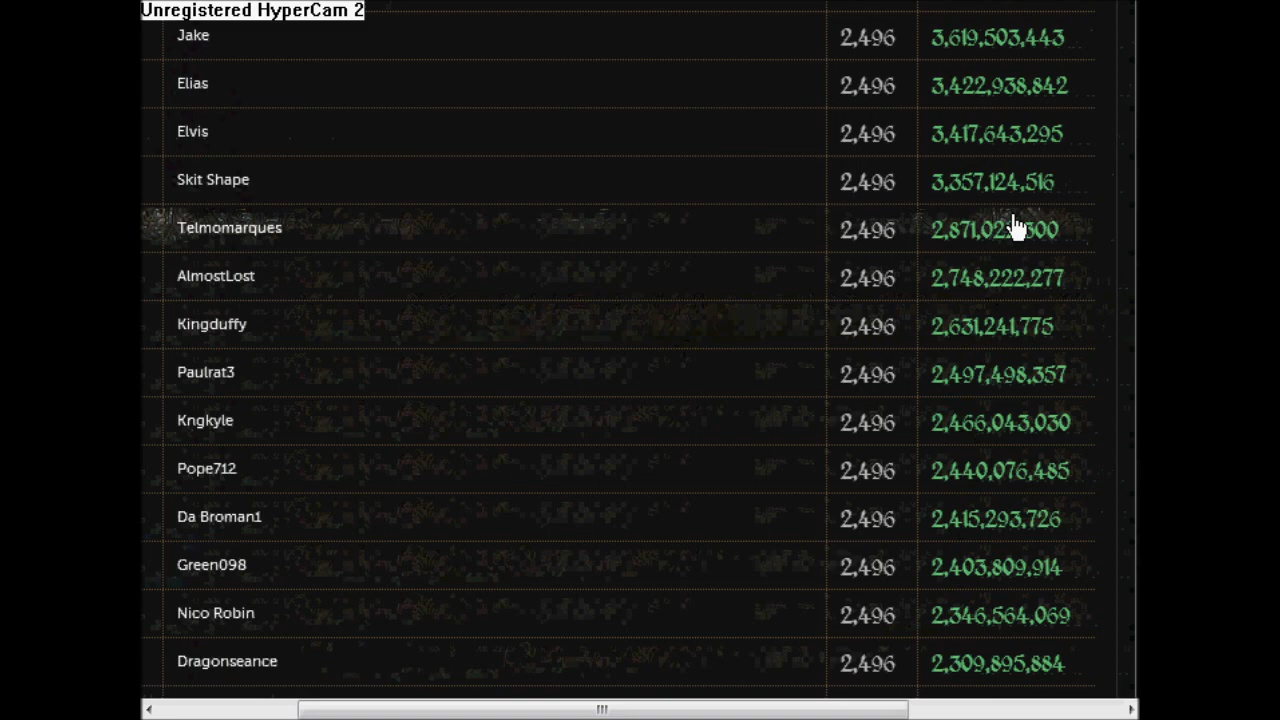 Unregistered HyperCam 2
Jake 2,496 3,619,503,443
Elias 2,496 3,422,938,842
Elvis 2,496 3,417,643,295
Skit Shape 2,496 3,357,124,516
Telmomarques 2,496
AlmostLost 2,496 2,748,222,277
Kingduffy 2,496 2,631,241,775
Paulrat3 2,496 2,497,498,357
Kngkyle 2,496 2,466,043,030
Pope712 2,496 2,440,076,485
Da Broman1 2,496 2,415,293,726
Green098 2,496 2,403,809,914
Nico Robin 2,496 2,346,564,069
Dragonseance 2,496 2,309,895,884